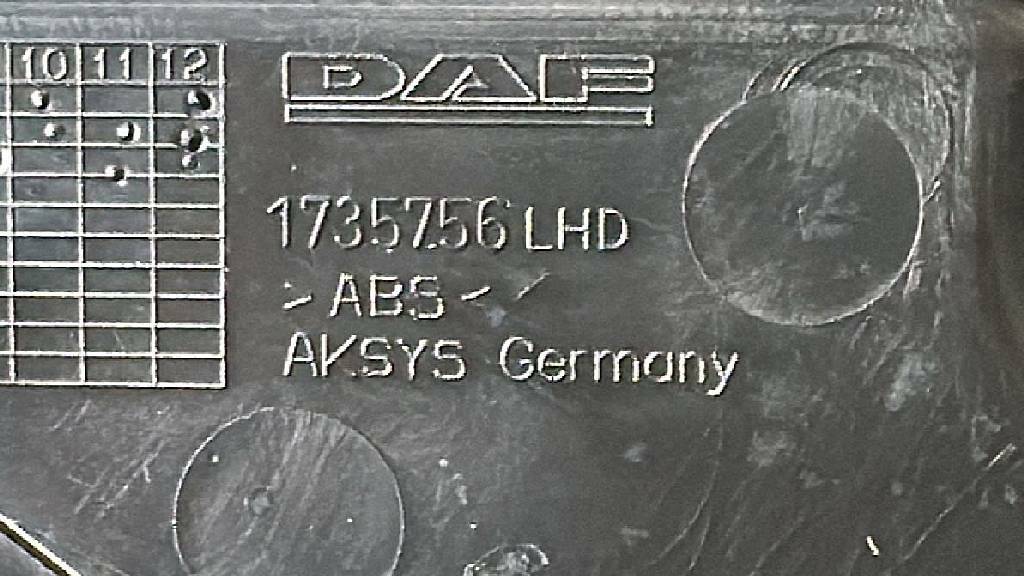 10 11 12
DAF
1735756 LHD
>ABS<
AKSYS Germany